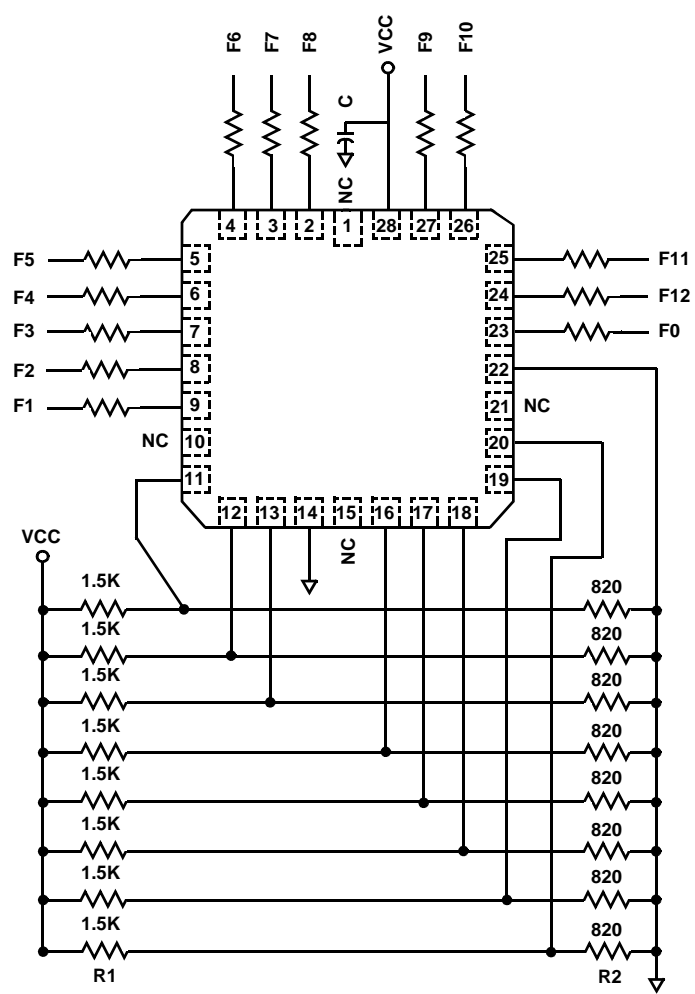 F6 F7 F8 C VCC F9 F10
NC
4 3 2 1 28 27 26
F5 5 25 F11
F4 6 24 F12
F3 7 23 F0
F2 8 22
F1 9 21 NC
NC 10 20
11 19
12 13 14 15 16 17 18
VCC NC
1.5K 820
1.5K 820
1.5K 820
1.5K 820
1.5K 820
1.5K 820
1.5K 820
1.5K 820
R1 R2